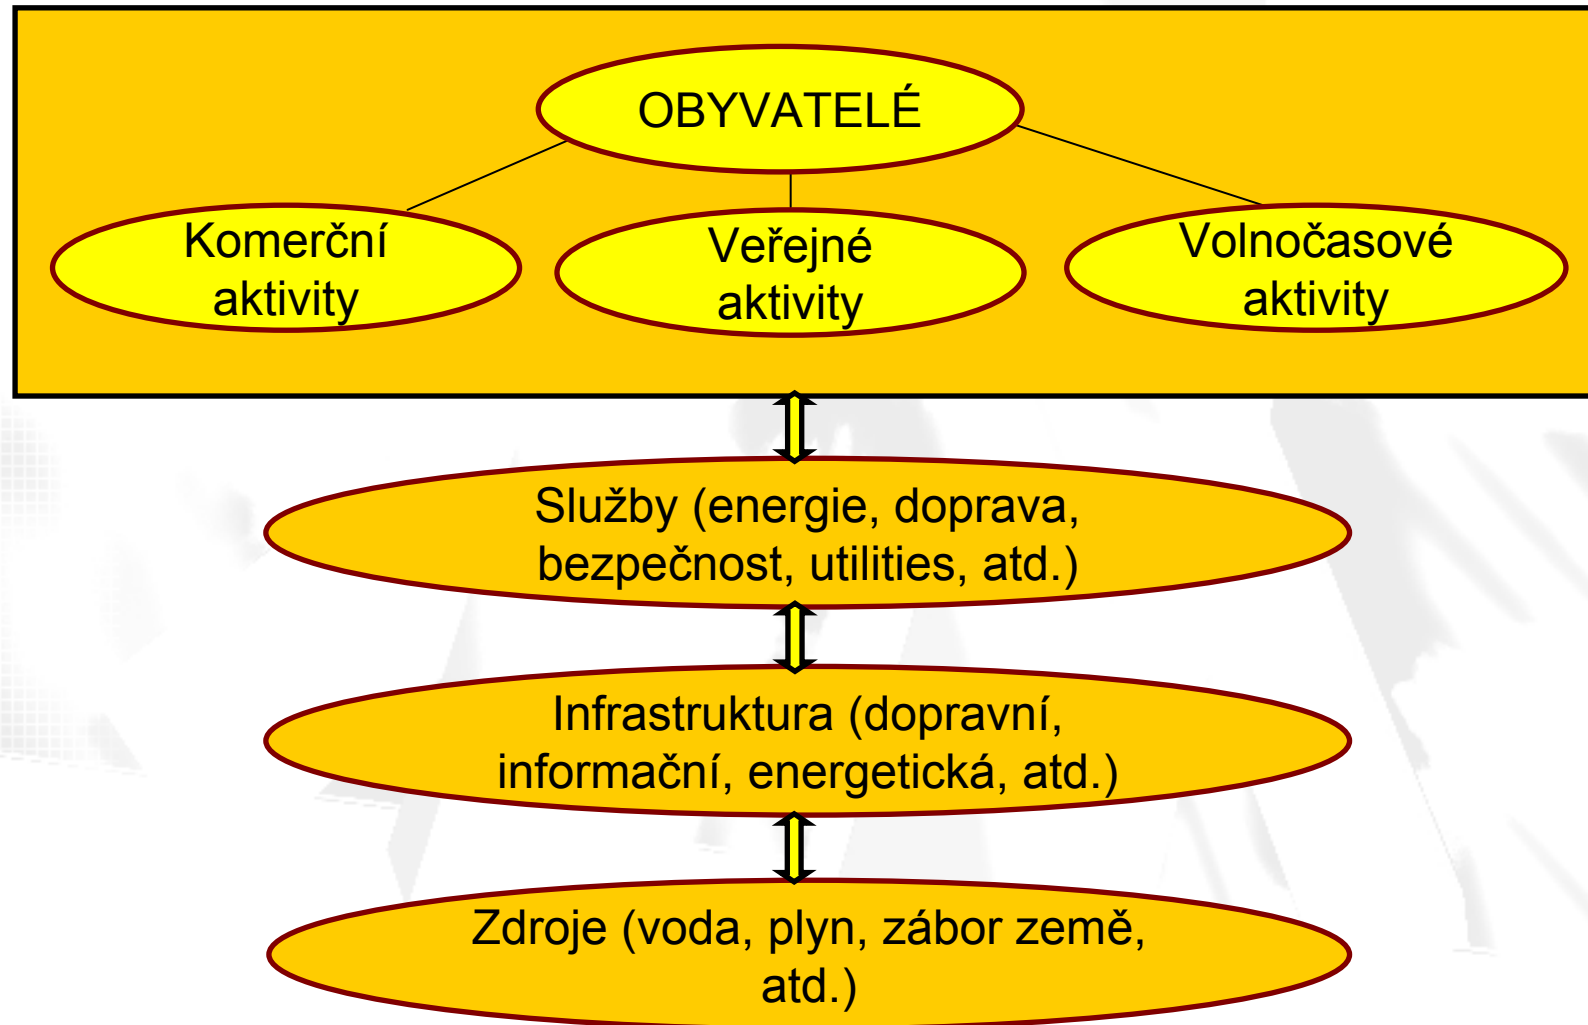 OBYVATELÉ
Komerční
aktivity
Veřejné
aktivity
Volnočasové
aktivity
Služby (energie, doprava,
bezpečnost, utilities, atd.)
Infrastruktura (dopravní,
informační, energetická, atd.)
Zdroje (voda, plyn, zábor země,
atd.)